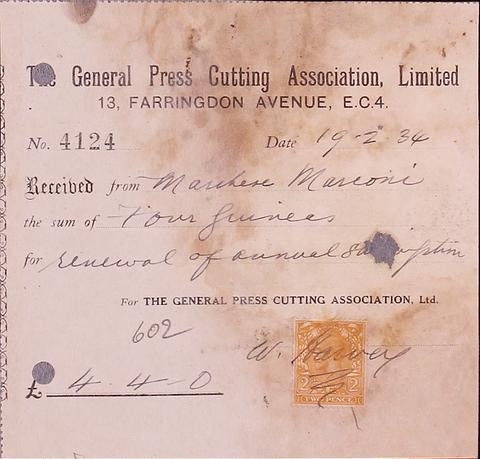 The General Press Cutting Association, Limited
13, FARRINGDON AVENUE, E.C.4.
No. 4124 Date 19-2-34
Received from Marchese Marconi
the sum of Four Guineas
for renewal of annual subscription
For THE GENERAL PRESS CUTTING ASSOCIATION, Ltd.
602
W. Harvey
2 2
TWO PENCE
£ 4-4-0